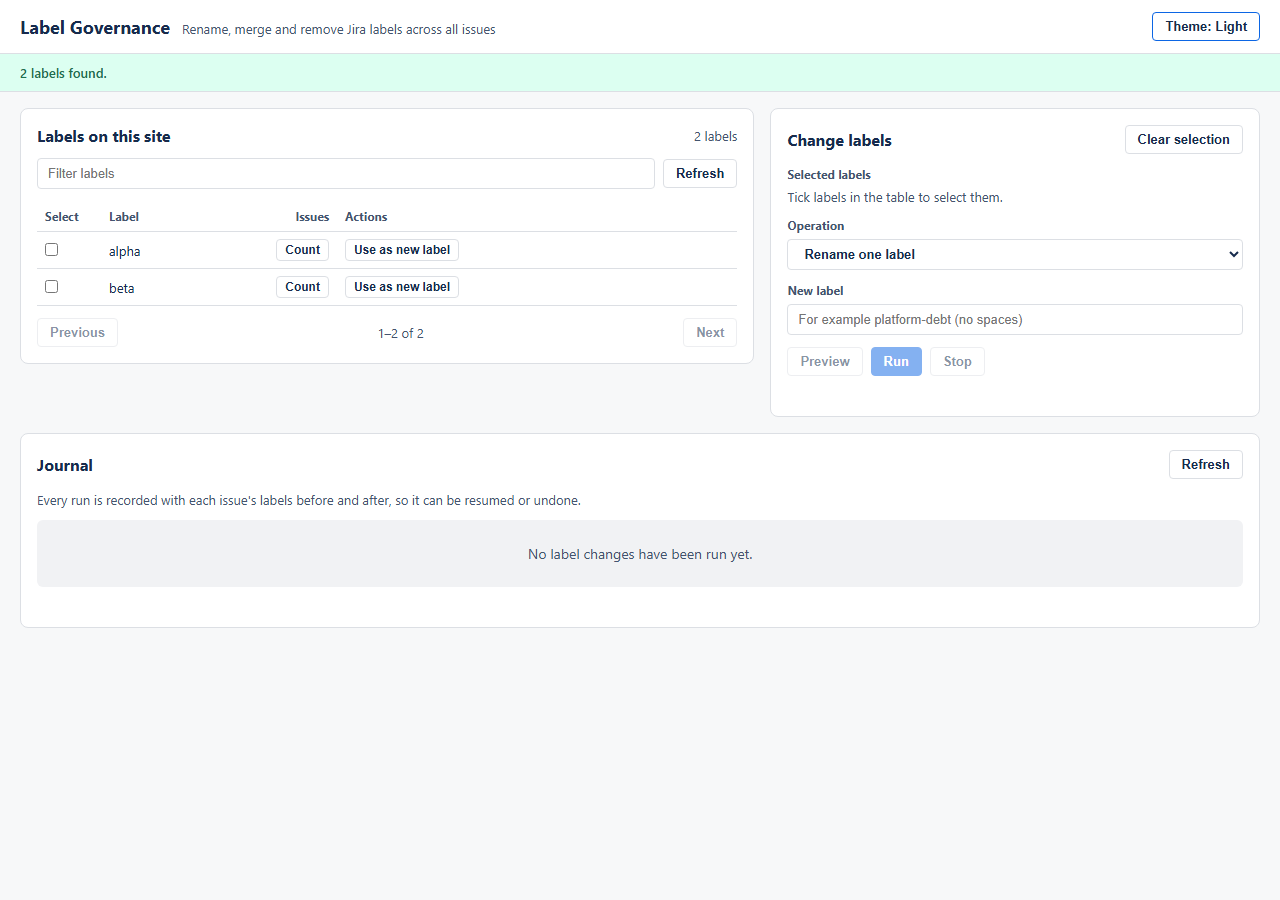 Label Governance Rename, merge and remove Jira labels across all issues Theme: Light
2 labels found.
Labels on this site 2 labels
Filter labels Refresh
Select Label Issues Actions
alpha Count Use as new label
beta Count Use as new label
Previous 1–2 of 2 Next
Change labels Clear selection
Selected labels
Tick labels in the table to select them.
Operation
Rename one label
New label
For example platform-debt (no spaces)
Preview Run Stop
Journal Refresh
Every run is recorded with each issue's labels before and after, so it can be resumed or undone.
No label changes have been run yet.